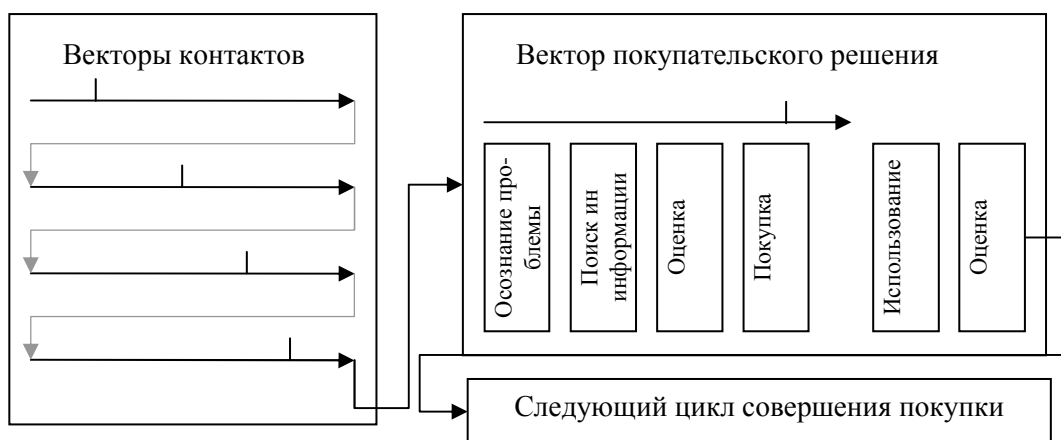 Векторы контактов
Вектор покупательского решения
Осознание про-
блемы
Поиск ин
информации
Оценка
Покупка
Использование
Оценка
Следующий цикл совершения покупки